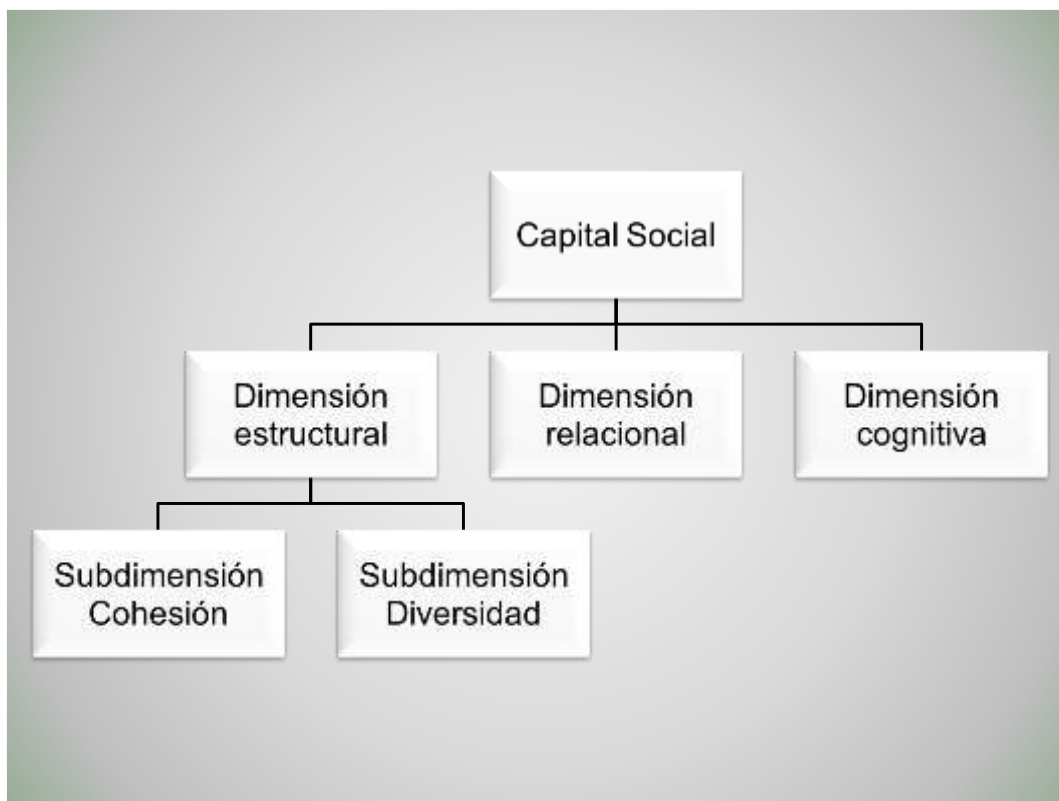 Capital Social
Dimensión
estructural
Dimensión
relacional
Dimensión
cognitiva
Subdimensión
Cohesión
Subdimensión
Diversidad